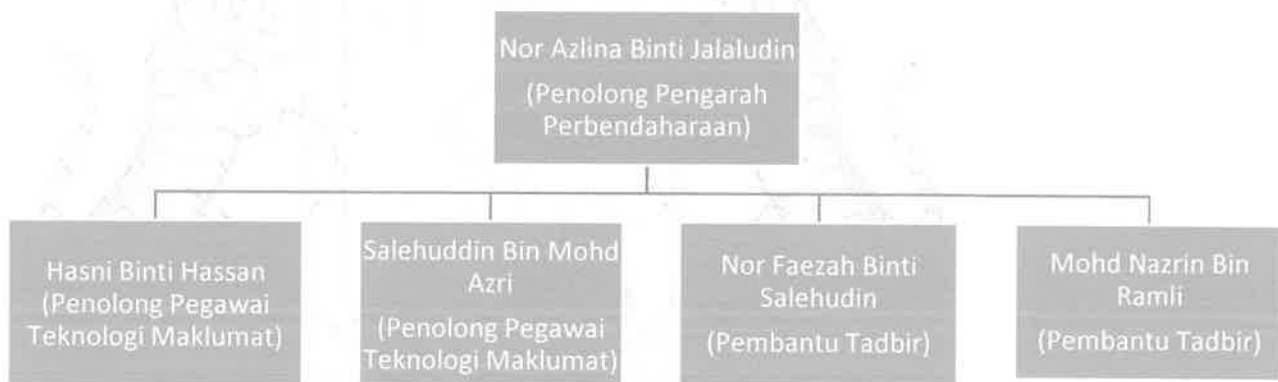 Nor Azlina Binti Jalaludin
(Penolong Pengarah
Perbendaharaan)
Hasni Binti Hassan
(Penolong Pegawai
Teknologi Maklumat)
Salehuddin Bin Mohd
Azri
(Penolong Pegawai
Teknologi Maklumat)
Nor Faezah Binti
Salehudin
(Pembantu Tadbir)
Mohd Nazrin Bin
Ramli
(Pembantu Tadbir)